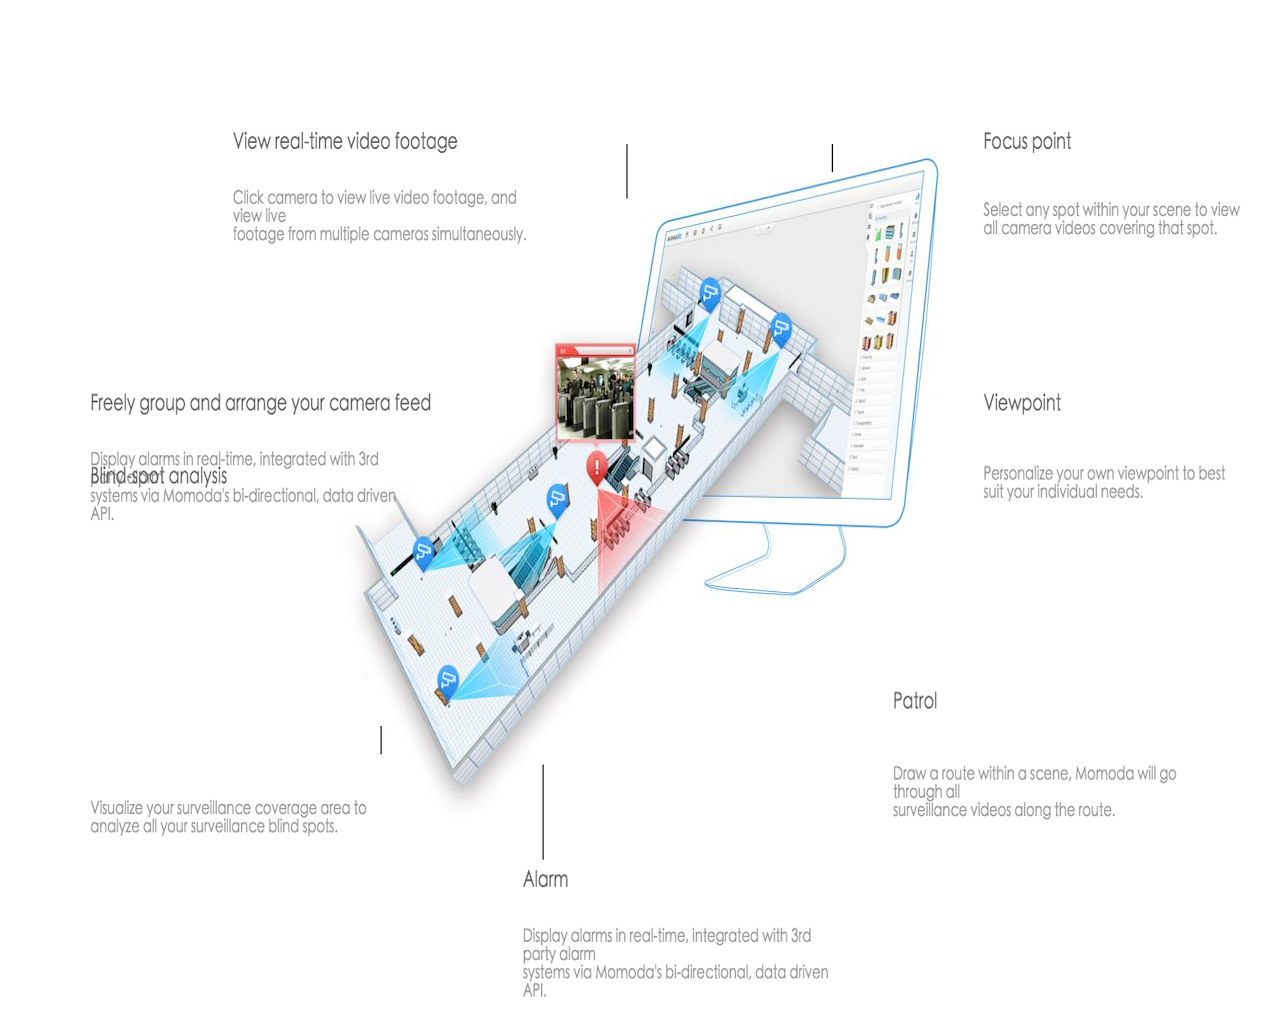 View real-time video footage
Click camera to view live video footage, and
view live
footage from multiple cameras simultaneously.
Focus point
Select any spot within your scene to view
all camera videos covering that spot.
Freely group and arrange your camera feed
Display alarms in real-time, integrated with 3rd
party alarm
systems via Momoda's bi-directional, data driven
API.
Blind-spot analysis
Viewpoint
Personalize your own viewpoint to best
suit your individual needs.
Patrol
Draw a route within a scene, Momoda will go
through all
surveillance videos along the route.
Visualize your surveillance coverage area to
analyze all your surveillance blind spots.
Alarm
Display alarms in real-time, integrated with 3rd
party alarm
systems via Momoda's bi-directional, data driven
API.